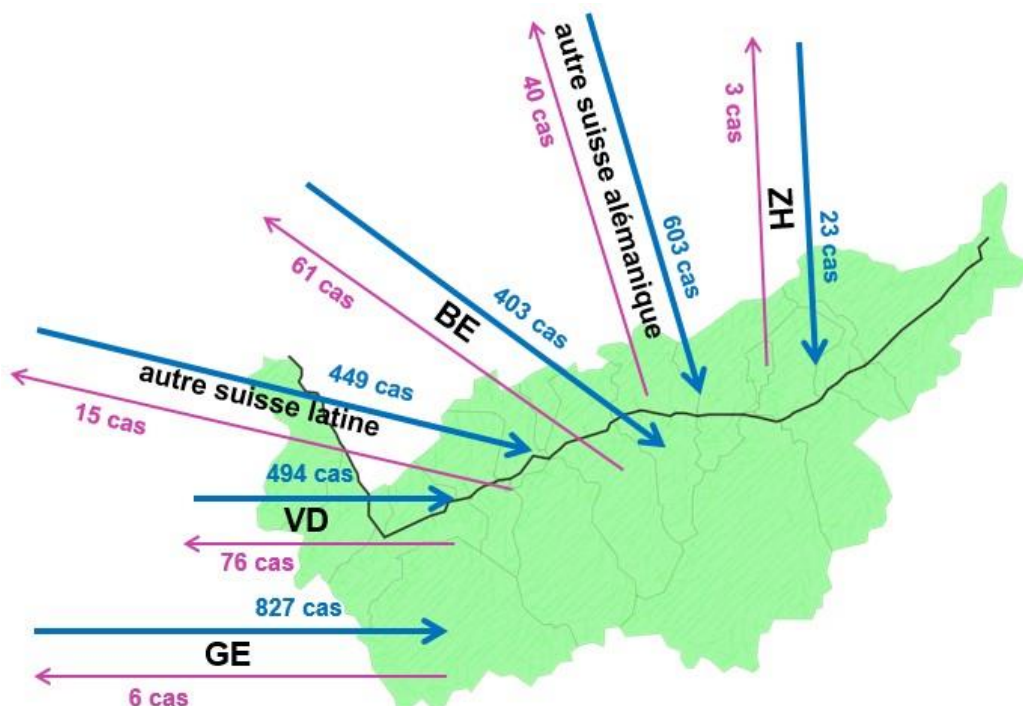 autre suisse alémanique
40 cas
603 cas
3 cas
ZH
23 cas
61 cas
BE
403 cas
autre suisse latine
449 cas
15 cas
494 cas
VD
76 cas
827 cas
GE
6 cas